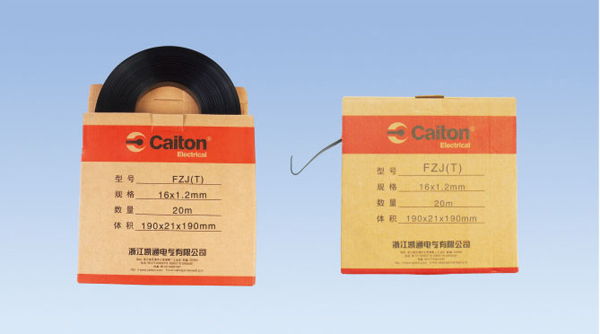 Caiton®
Electrical
型号 FZJ(T)
规格 16x1.2mm
数量 20m
体积 190x21x190mm
浙江凯通电气有限公司
Caiton®
Electrical
型号 FZJ(T)
规格 16x1.2mm
数量 20m
体积 190x21x190mm
浙江凯通电气有限公司